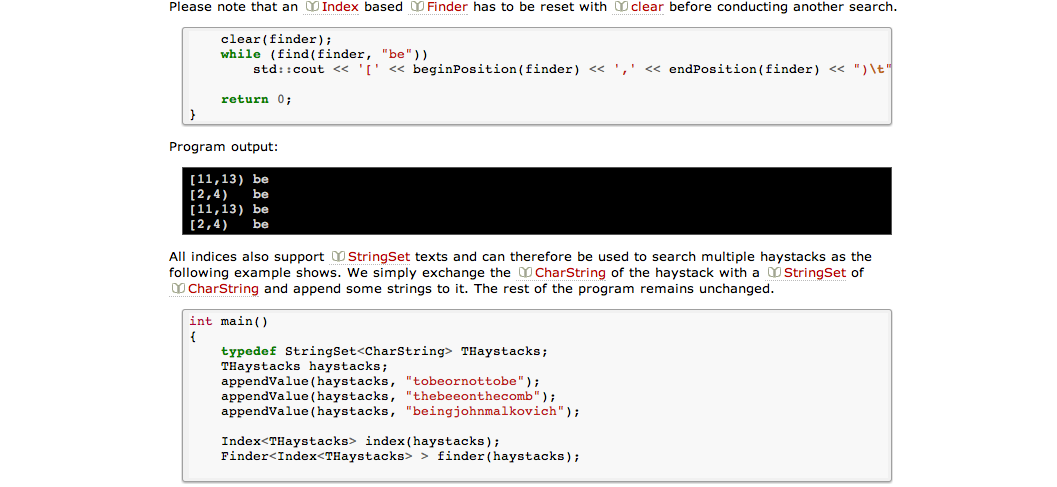 Please note that an Index based Finder has to be reset with clear before conducting another search.
clear(finder);
while (find(finder, "be"))
std::cout << '[' << beginPosition(finder) << ',' << endPosition(finder) << ")\t"
return 0;
}
Program output:
[11,13) be
[2,4) be
[11,13) be
[2,4) be
All indices also support StringSet texts and can therefore be used to search multiple haystacks as the
following example shows. We simply exchange the CharString of the haystack with a StringSet of
CharString and append some strings to it. The rest of the program remains unchanged.
int main()
{
typedef StringSet<CharString> THaystacks;
THaystacks haystacks;
appendValue(haystacks, "tobeornottobe");
appendValue(haystacks, "thebeeonthecomb");
appendValue(haystacks, "beingjohnmalkovich");
Index<THaystacks> index(haystacks);
Finder<Index<THaystacks> > finder(haystacks);